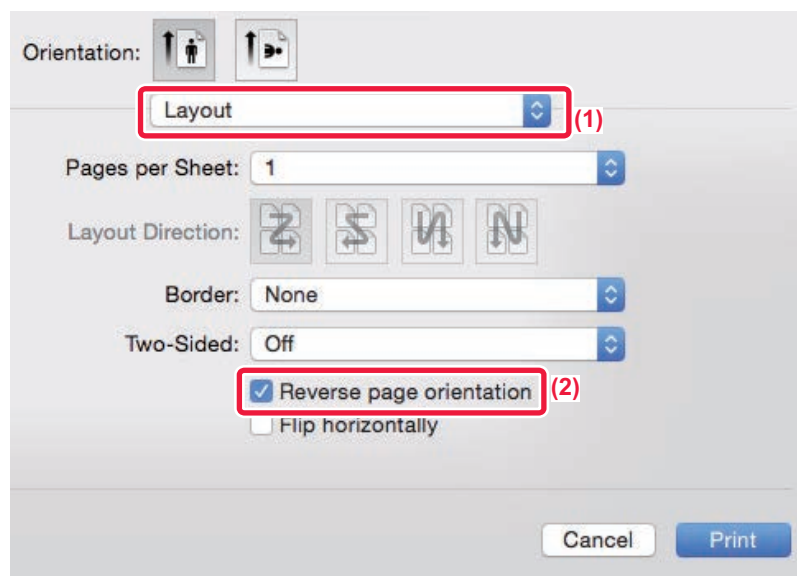 Orientation:
Layout
(1)
Pages per Sheet: 1
Layout Direction:
Border: None
Two-Sided: Off
Reverse page orientation (2)
Flip horizontally
Cancel Print